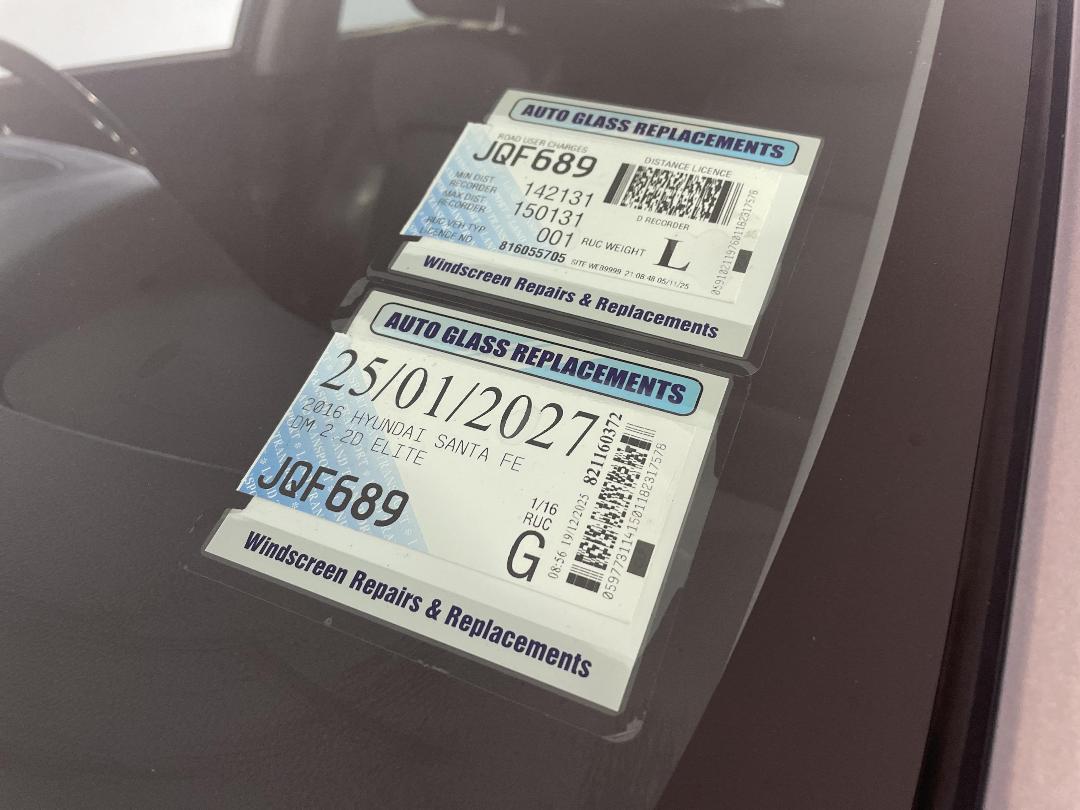 AUTO GLASS REPLACEMENTS
ROAD USER CHARGES
JQF689
DISTANCE LICENCE
MIN DIST RECORDER 142131
MAX DIST RECORDER 150131
D RECORDER
RUC VEH TYP 001 RUC WEIGHT L
LICENCE NO. 816055705
21:08:48 05/11/25
Windscreen Repairs & Replacements
AUTO GLASS REPLACEMENTS
25/01/2027
2016 HYUNDAI SANTA FE
DM 2.2D ELITE
JQF689
1/16
RUC
G
08:56 19/12/2025 821160372
Windscreen Repairs & Replacements